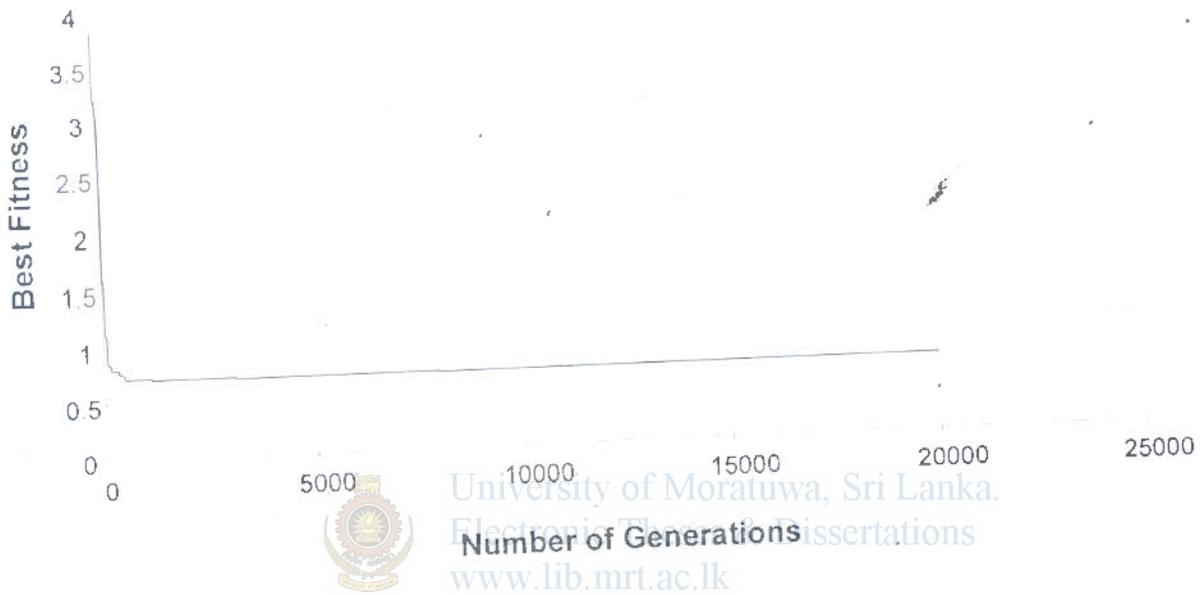 4
3.5
3
2.5
2
1.5
1
0.5
0
Best Fitness
0 5000 10000 15000 20000 25000
Number of Generations
University of Moratuwa, Sri Lanka.
Electronic Theses & Dissertations
www.lib.mrt.ac.lk